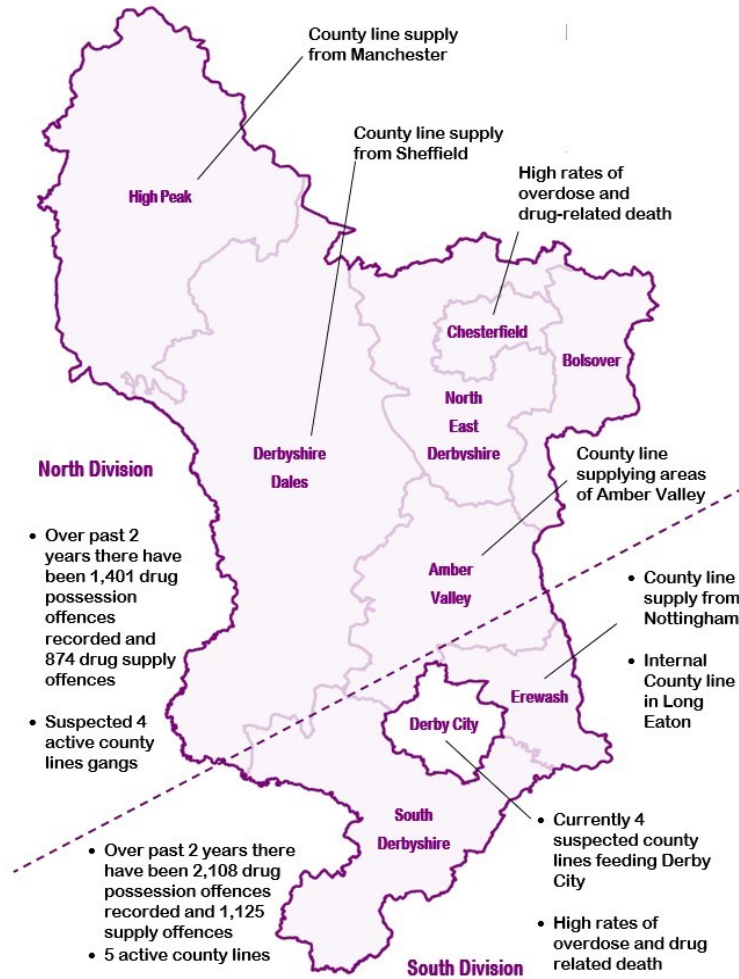 County line supply
from Manchester
County line supply
from Sheffield
High rates of
overdose and
drug-related death
High Peak
Chesterfield
Bolsover
North
East
Derbyshire
Derbyshire
Dales
North Division
County line
supplying areas
of Amber Valley
• Over past 2
years there have
been 1,401 drug
possession
offences
recorded and
874 drug supply
offences
• Suspected 4
active county
lines gangs
Amber
Valley
• County line
supply from
Nottingham
• Internal
County line
in Long
Eaton
Erewash
Derby City
South
Derbyshire
• Currently 4
suspected county
lines feeding Derby
City
• High rates of
overdose and drug
related death
• Over past 2 years there
have been 2,108 drug
possession offences
recorded and 1,125
supply offences
• 5 active county lines
South Division